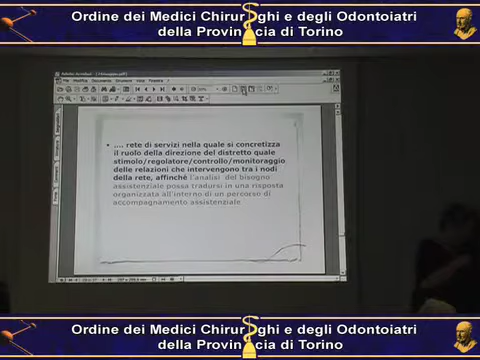 Ordine dei Medici Chirurghi e degli Odontoiatri
della Provincia di Torino
• .... rete di servizi nella quale si concretizza
il ruolo della direzione del distretto quale
stimolo/regolatore/controllo/monitoraggio
delle relazioni che intervengono tra i nodi
della rete, affinchè l'analisi del bisogno
assistenziale possa tradursi in una risposta
organizzata all'interno di un percorso di
accompagnamento assistenziale
Ordine dei Medici Chirurghi e degli Odontoiatri
della Provincia di Torino